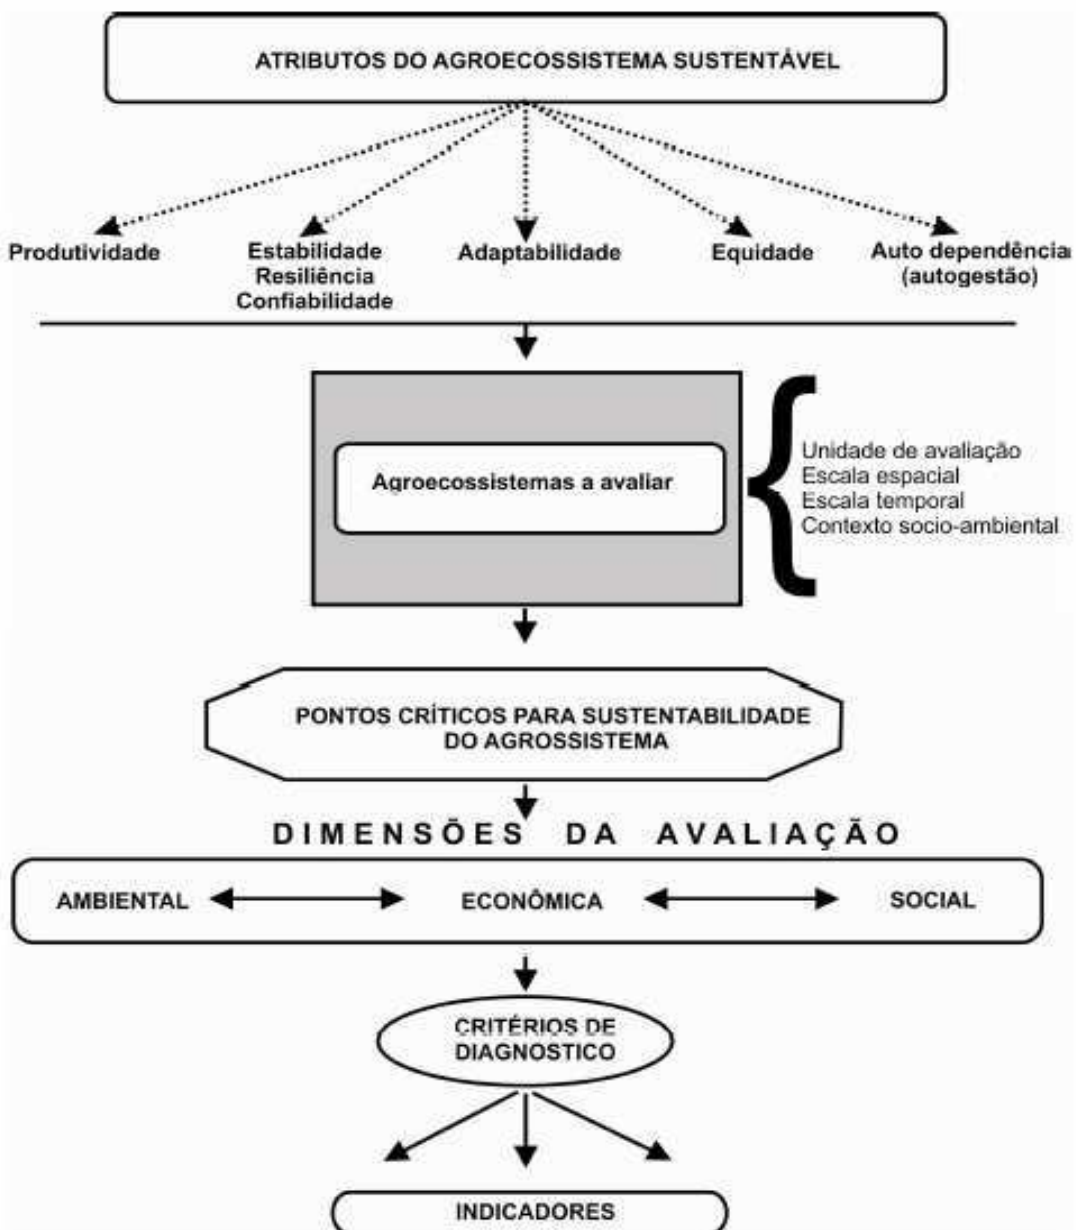 ATRIBUTOS DO AGROECOSSISTEMA SUSTENTÁVEL
Produtividade
Estabilidade
Resiliência
Confiabilidade
Adaptabilidade
Equidade
Auto dependência
(autogestão)
Agroecossistemas a avaliar
Unidade de avaliação
Escala espacial
Escala temporal
Contexto socio-ambiental
PONTOS CRÍTICOS PARA SUSTENTABILIDADE
DO AGROSSISTEMA
DIMENSÕES DA AVALIAÇÃO
AMBIENTAL ECONÔMICA SOCIAL
CRITÉRIOS DE
DIAGNOSTICO
INDICADORES